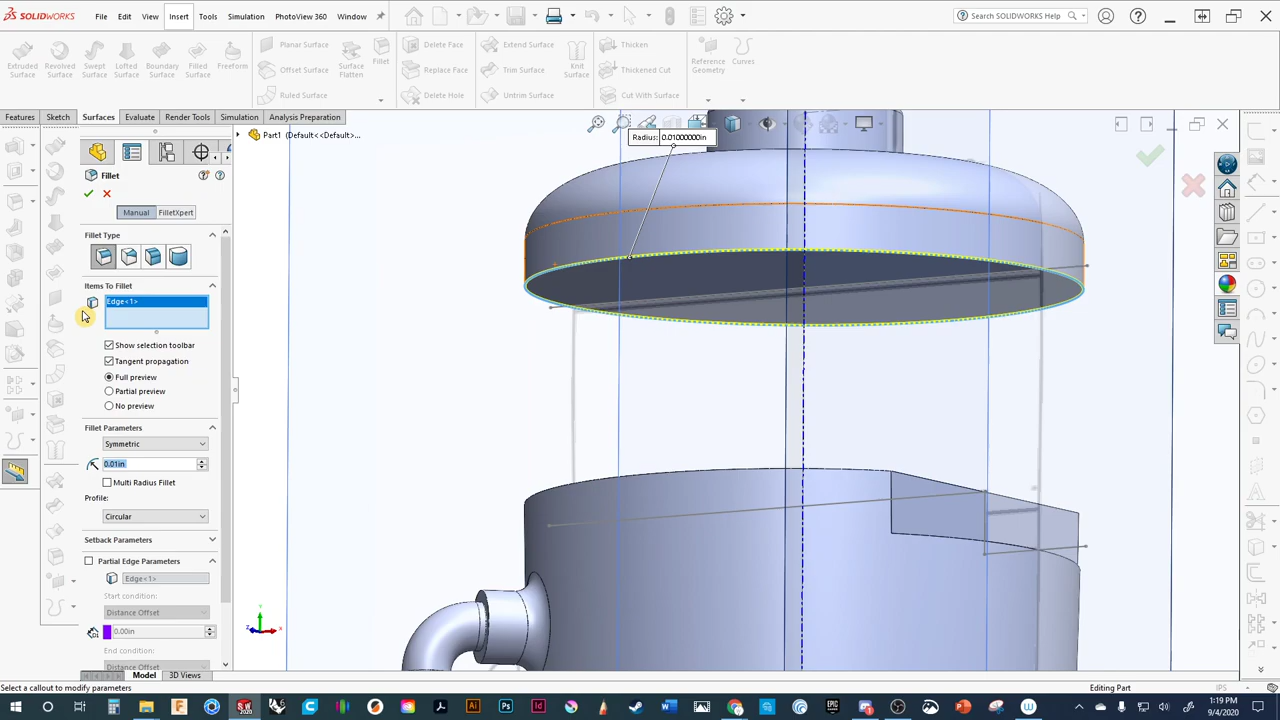 SOLIDWORKS File Edit View Insert Tools Simulation PhotoView 360 Window Search SOLIDWORKS Help
Extruded Surface Revolved Surface Swept Surface Lofted Surface Boundary Surface Filled Surface Freeform
Planar Surface Offset Surface Ruled Surface
Surface Flatten Fillet
Delete Face Replace Face Delete Hole
Extend Surface Trim Surface Untrim Surface
Knit Surface
Thicken Thickened Cut Cut With Surface
Reference Geometry Curves
Features Sketch Surfaces Evaluate Render Tools Simulation Analysis Preparation
Part1 (Default<<Default>...
Radius: 0.01000000in
Fillet
Manual FilletXpert
Fillet Type
Items To Fillet
Edge<1>
Show selection toolbar
Tangent propagation
Full preview
Partial preview
No preview
Fillet Parameters
Symmetric
0.01in
Multi Radius Fillet
Profile:
Circular
Setback Parameters
Partial Edge Parameters
Edge<1>
Start condition:
Distance Offset
0.00in
End condition:
Distance Offset
Y
Z X
Model 3D Views
Select a callout to modify parameters Editing Part IPS
1:19 PM
9/4/2020